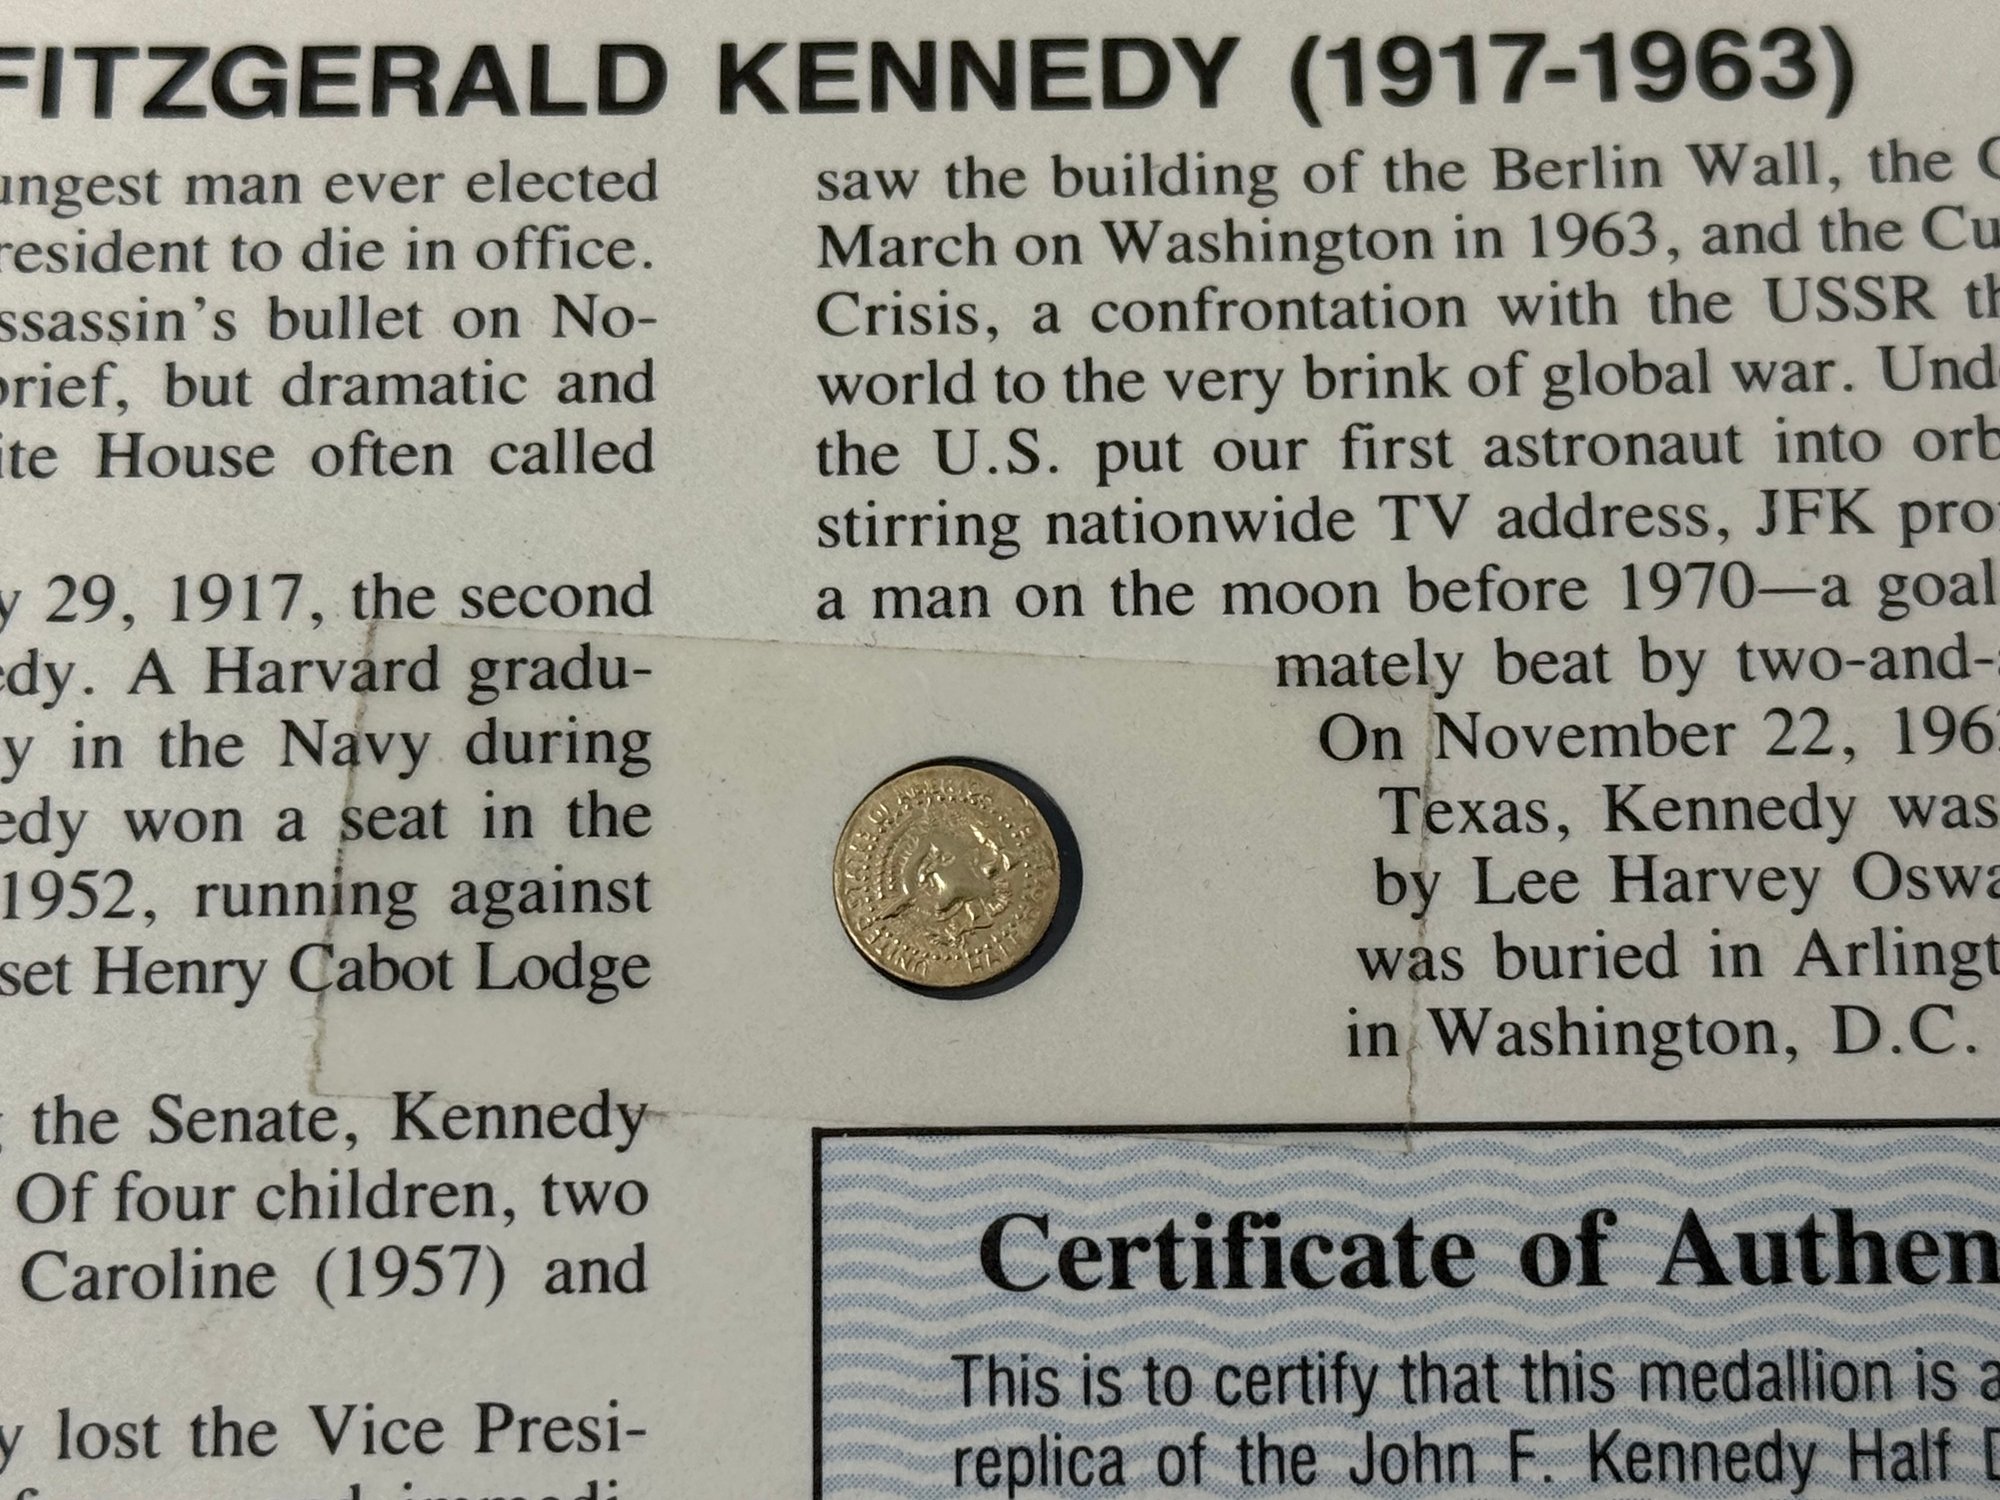 FITZGERALD KENNEDY (1917-1963)
ungest man ever elected
resident to die in office.
ssassin's bullet on No-
brief, but dramatic and
ite House often called
y 29, 1917, the second
edy. A Harvard gradu-
y in the Navy during
edy won a seat in the
1952, running against
set Henry Cabot Lodge
g the Senate, Kennedy
Of four children, two
Caroline (1957) and
y lost the Vice Presi-
saw the building of the Berlin Wall, the C
March on Washington in 1963, and the Cu
Crisis, a confrontation with the USSR th
world to the very brink of global war. Unde
the U.S. put our first astronaut into orb
stirring nationwide TV address, JFK pro
a man on the moon before 1970—a goal
mately beat by two-and-a
On November 22, 196
Texas, Kennedy was
by Lee Harvey Oswa
was buried in Arlingt
in Washington, D.C.
UNITED STATES OF AMERICA
HALF
Certificate of Authen
This is to certify that this medallion is a
replica of the John F. Kennedy Half D